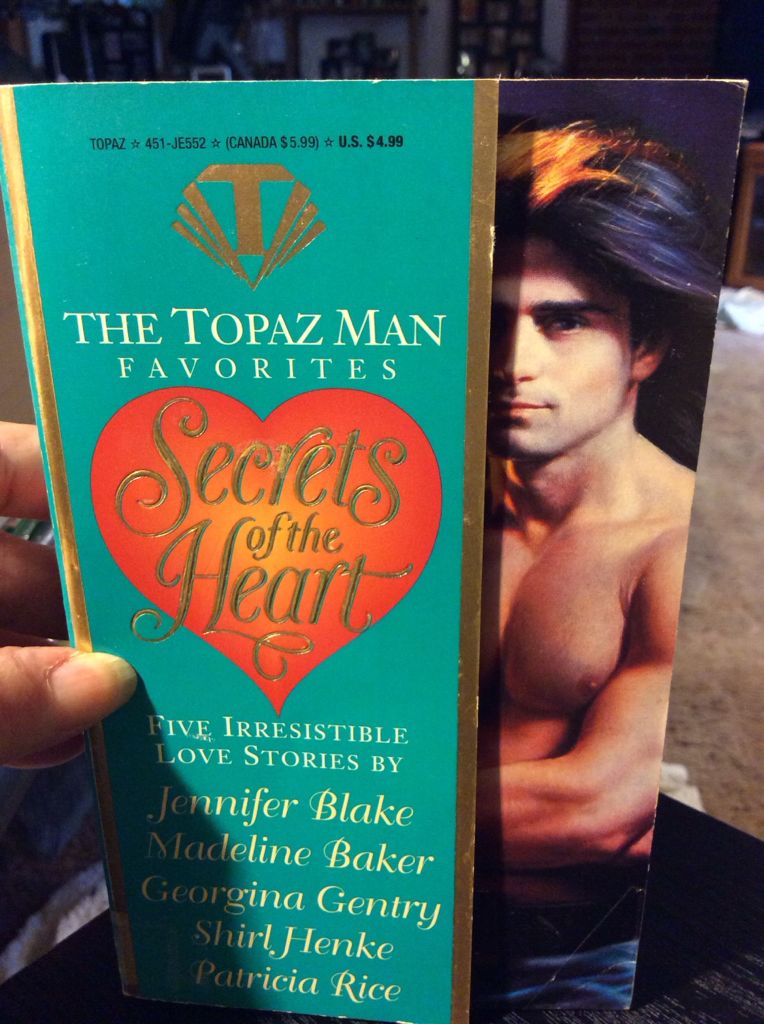 TOPAZ ☆ 451-JE552 ☆ (CANADA $5.99) ☆ U.S. $4.99
T
THE TOPAZ MAN
FAVORITES
Secrets
of the
Heart
FIVE IRRESISTIBLE
LOVE STORIES BY
Jennifer Blake
Madeline Baker
Georgina Gentry
Shirl Henke
Patricia Rice